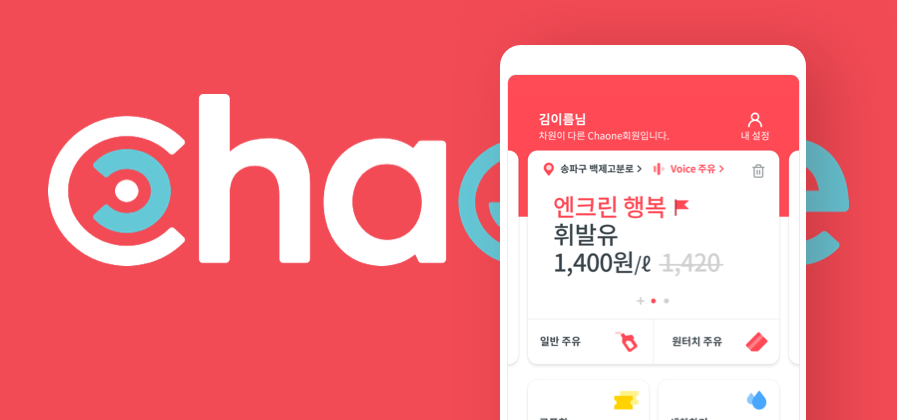 Chaone
김이름님
차원이 다른 Chaone회원입니다.
내 설정
송파구 백제고분로 >
Voice 주유 >
엔크린 행복
휘발유
1,400원/ℓ 1,420
일반 주유
원터치 주유